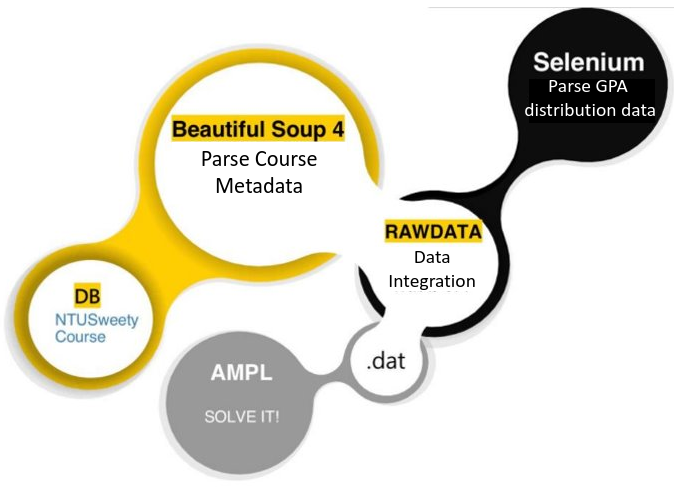 Selenium
Parse GPA
distribution data
Beautiful Soup 4
Parse Course
Metadata
RAWDATA
Data
Integration
DB
NTUSweety
Course
.dat
AMPL
SOLVE IT!